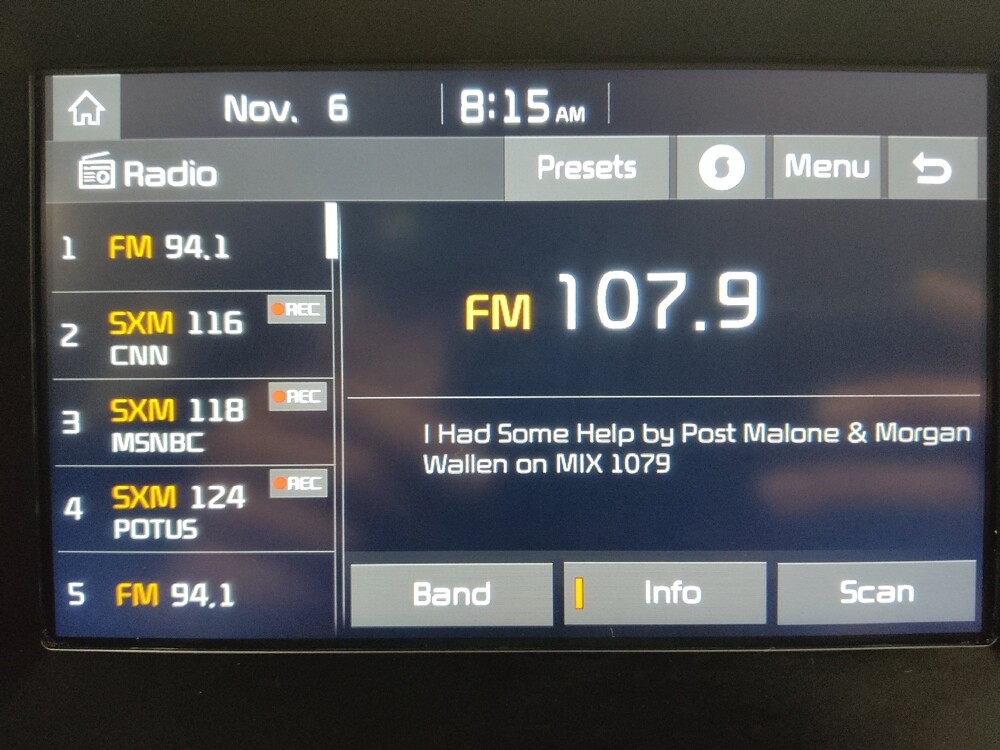 Nov. 6 8:15 AM
Radio Presets Menu
1 FM 94.1
2 SXM 116 REC
CNN
3 SXM 118 REC
MSNBC
4 SXM 124 REC
POTUS
5 FM 94.1
FM 107.9
I Had Some Help by Post Malone & Morgan
Wallen on MIX 1079
Band Info Scan